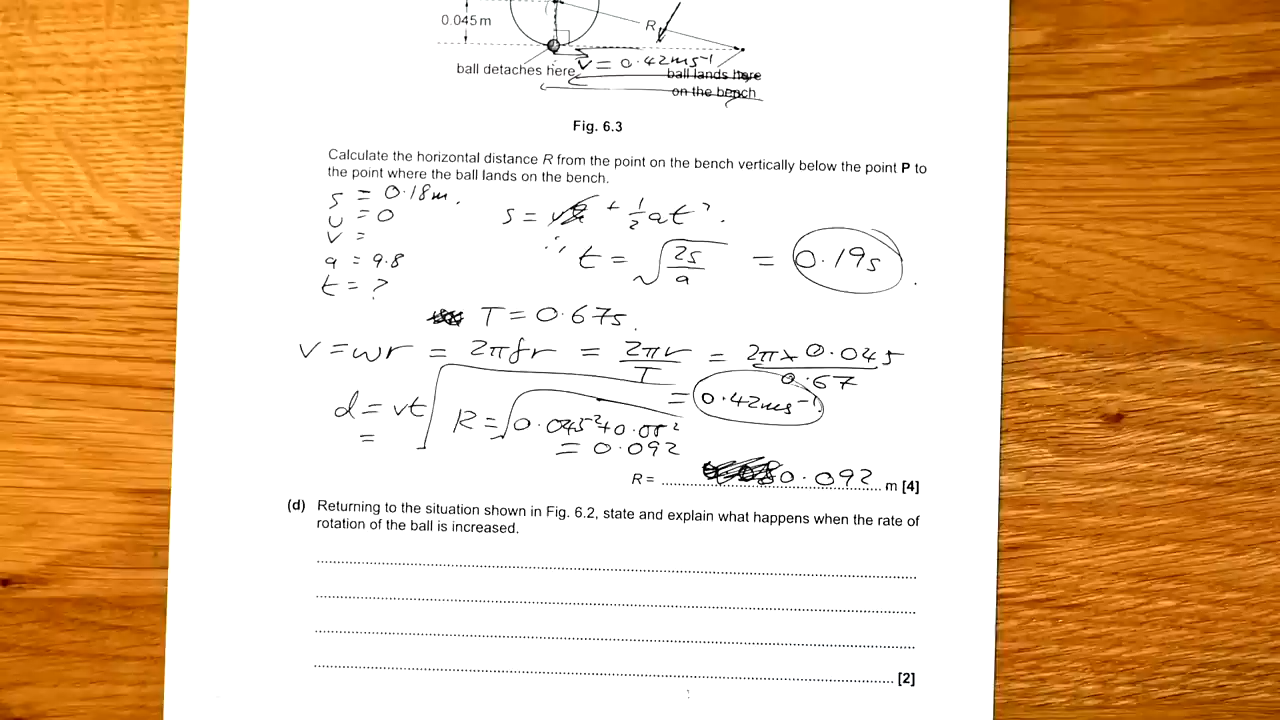 0.045 m
R
V = 0.42ms⁻¹
ball detaches here
ball lands here
on the bench
Fig. 6.3
Calculate the horizontal distance R from the point on the bench vertically below the point P to
the point where the ball lands on the bench.
s = 0.18m.
u = 0
v =
a = 9.8
t = ?
s = ut + ½at².
∴ t = √(2s/a) = 0.19s.
T = 0.67s.
V = ωr = 2πfr = 2πr/T = 2π × 0.045/0.67
= 0.42ms⁻¹
d = vt
=
R = √(0.045² + 0.08²)
= 0.092
R = 0.092 m [4]
(d) Returning to the situation shown in Fig. 6.2, state and explain what happens when the rate of
rotation of the ball is increased.
[2]